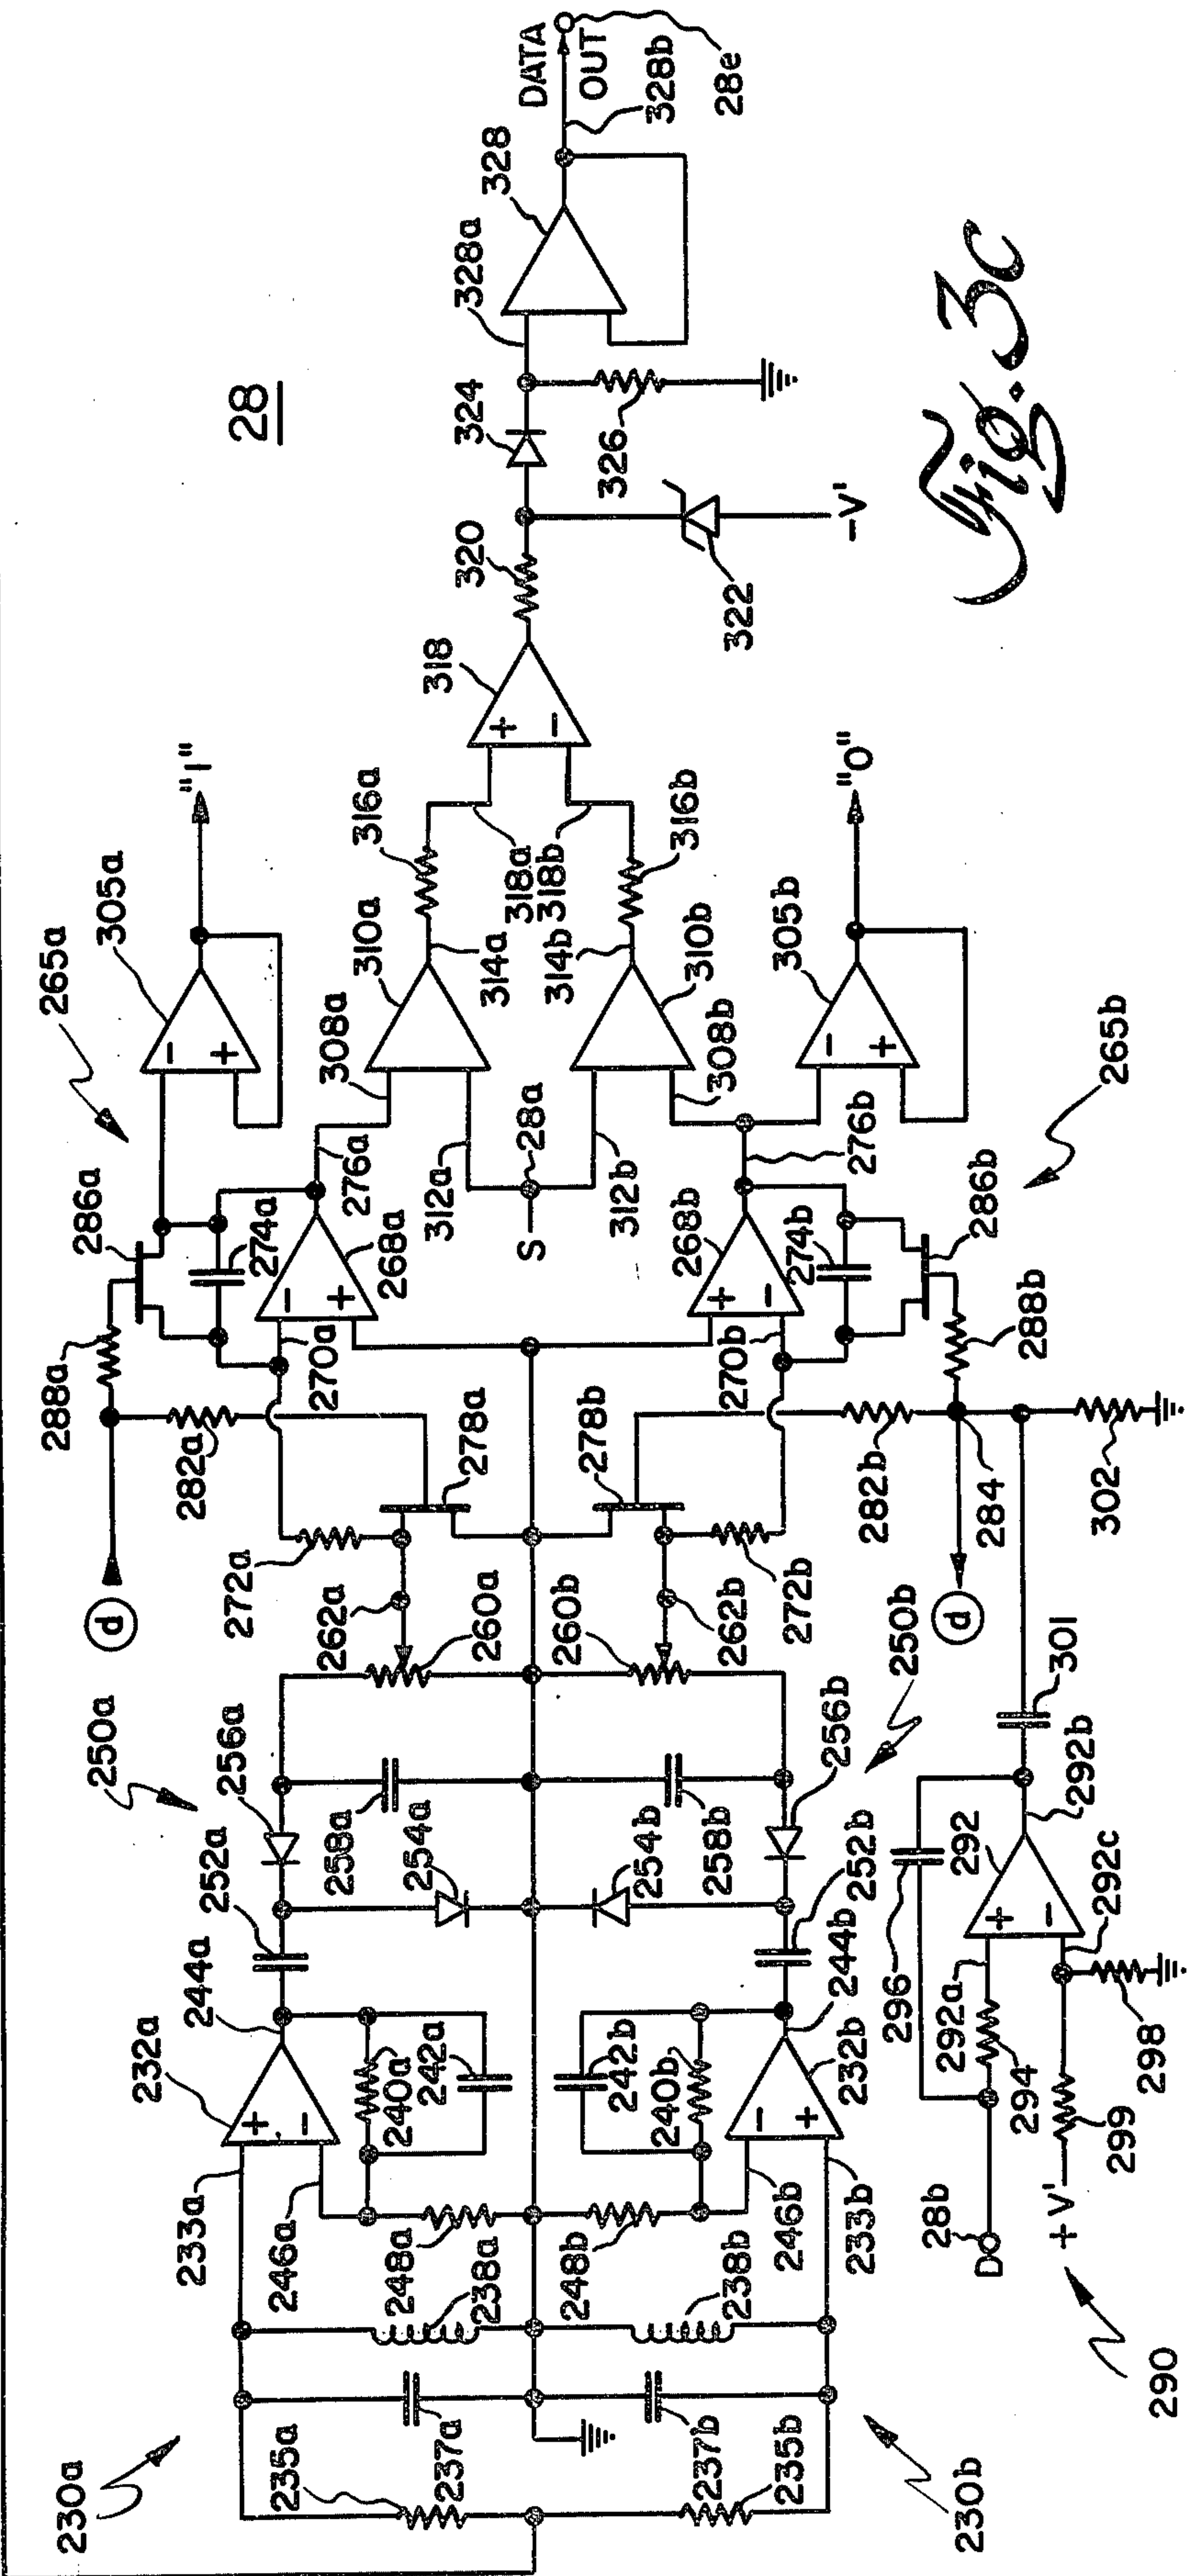 28
DATA
OUT
28e
328b
328
328a
324
326
320
322
-V'
318
+
-
"1"
305a
265a
316a
318a
318b
316b
"0"
310a
314a
314b
310b
305b
-
+
308a
308b
265b
286a
276a
28a
312a
S
312b
276b
286b
274a
268a
268b
274b
-
+
+
-
-
+
288a
270a
270b
288b
282a
278a
278b
282b
284
302
d
272a
262a
260a
260b
262b
272b
d
250b
301
250a
256a
258a
254a
254b
258b
256b
252a
252b
292b
292
292c
296
244a
244b
232a
240a
242a
242b
240b
232b
+
-
-
+
+
-
292a
294
298
299
233a
246a
248a
238a
248b
238b
246b
233b
28b
D
+V'
290
230a
235a
237a
237b
235b
230b
Fig. 3c